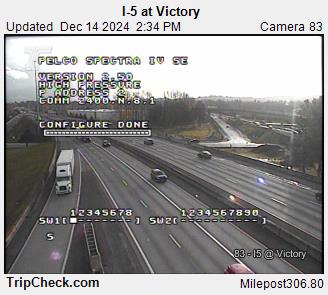 I-5 at Victory
Updated Dec 14 2024 2:34 PM Camera 83
PELCO SPECTRA IV SE
VERSION 2.50
HIGH PRESSURE
P ADDRESS 2
COMM 2400.N.8.1
CONFIGURE DONE
12345678 1234567890
SW1[ ] SW2[ ]
S
83 - I5 @ Victory
TripCheck.com Milepost306.80